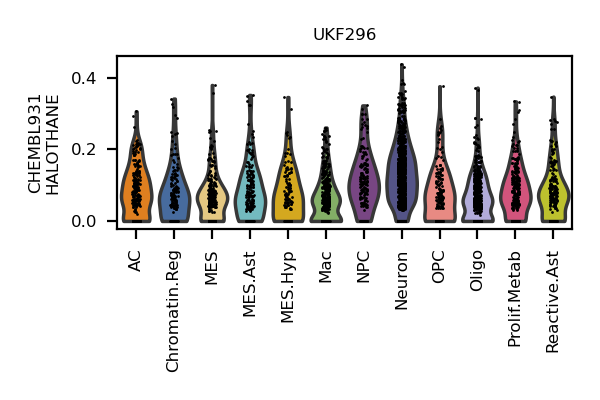 UKF296
CHEMBL931
HALOTHANE
0.4
0.2
0.0
AC
Chromatin.Reg
MES
MES.Ast
MES.Hyp
Mac
NPC
Neuron
OPC
Oligo
Prolif.Metab
Reactive.Ast